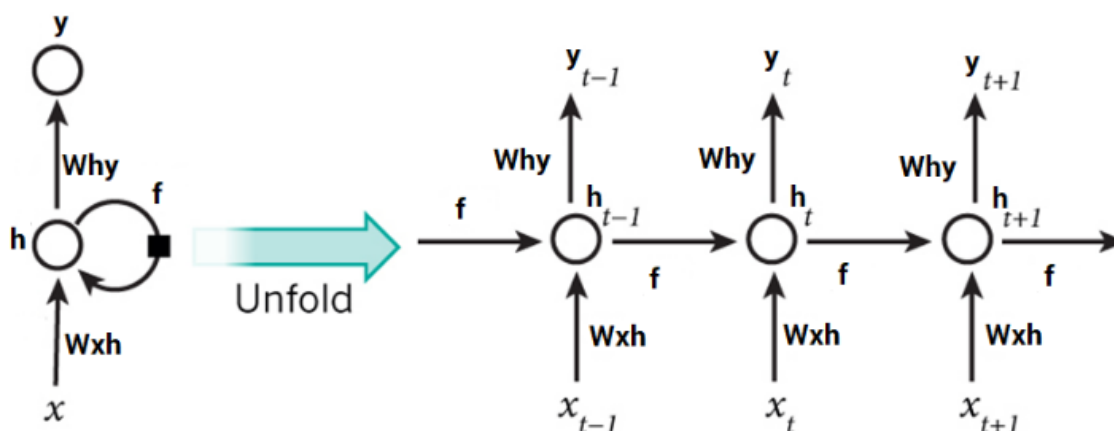 y
Why
f
h
Wxh
x
Unfold
y t-1
y t
y t+1
Why
Why
Why
f
h t-1
h t
h t+1
f
f
f
Wxh
Wxh
Wxh
x t-1
x t
x t+1